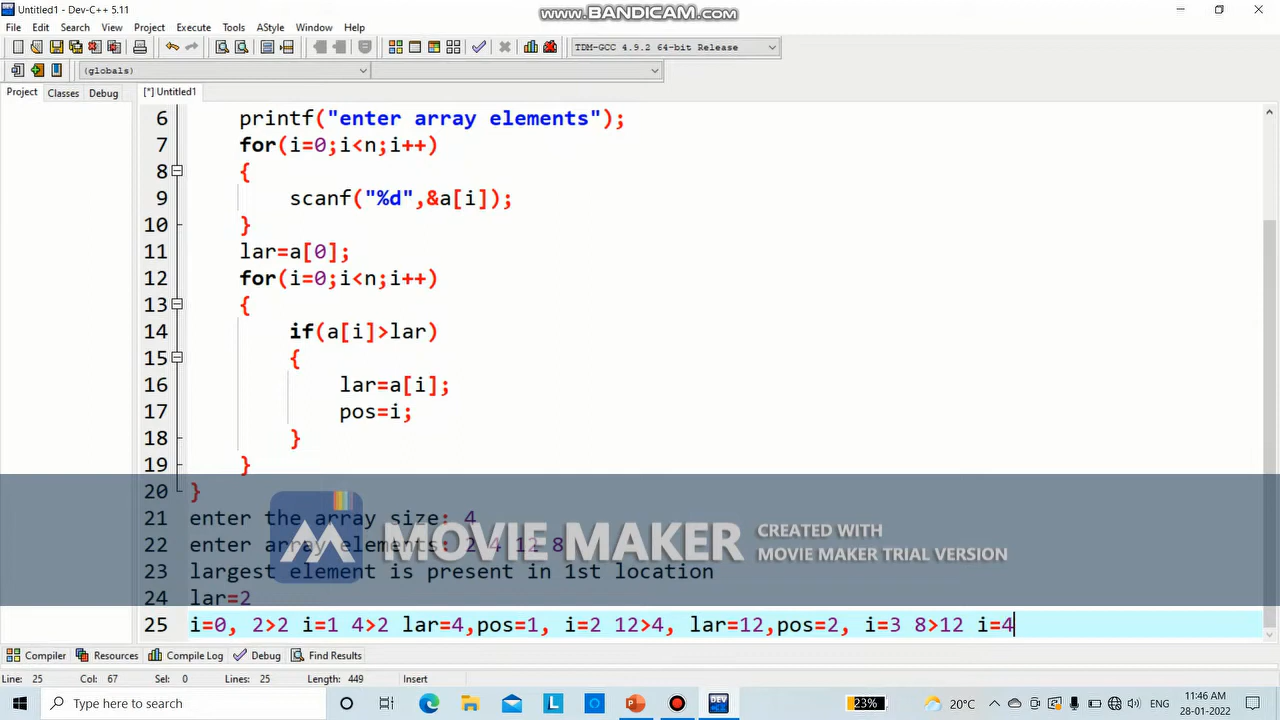 Untitled1 - Dev-C++ 5.11
www.BANDICAM.com
File Edit Search View Project Execute Tools AStyle Window Help
TDM-GCC 4.9.2 64-bit Release
(globals)
Project Classes Debug
[*] Untitled1
6 printf("enter array elements");
7 for(i=0;i<n;i++)
8 {
9 scanf("%d",&a[i]);
10 }
11 lar=a[0];
12 for(i=0;i<n;i++)
13 {
14 if(a[i]>lar)
15 {
16 lar=a[i];
17 pos=i;
18 }
19 }
20 }
21 enter the array size: 4
22 enter array elements: 2 4 12 8
MOVIE MAKER
CREATED WITH
MOVIE MAKER TRIAL VERSION
23 largest element is present in 1st location
24 lar=2
25 i=0, 2>2 i=1 4>2 lar=4,pos=1, i=2 12>4, lar=12,pos=2, i=3 8>12 i=4
Compiler Resources Compile Log Debug Find Results
Line: 25 Col: 67 Sel: 0 Lines: 25 Length: 449 Insert
Type here to search
23%
20°C
ENG
11:46 AM
28-01-2022